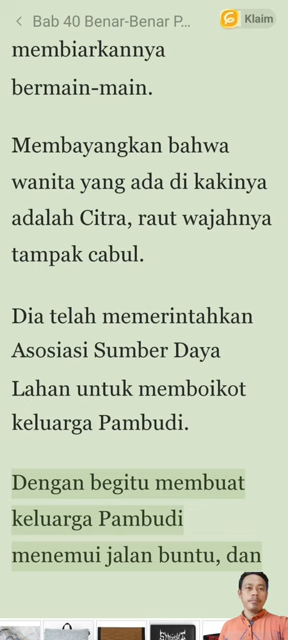 Bab 40 Benar-Benar P...
Klaim
membiarkannya
bermain-main.
Membayangkan bahwa
wanita yang ada di kakinya
adalah Citra, raut wajahnya
tampak cabul.
Dia telah memerintahkan
Asosiasi Sumber Daya
Lahan untuk memboikot
keluarga Pambudi.
Dengan begitu membuat
keluarga Pambudi
menemui jalan buntu, dan